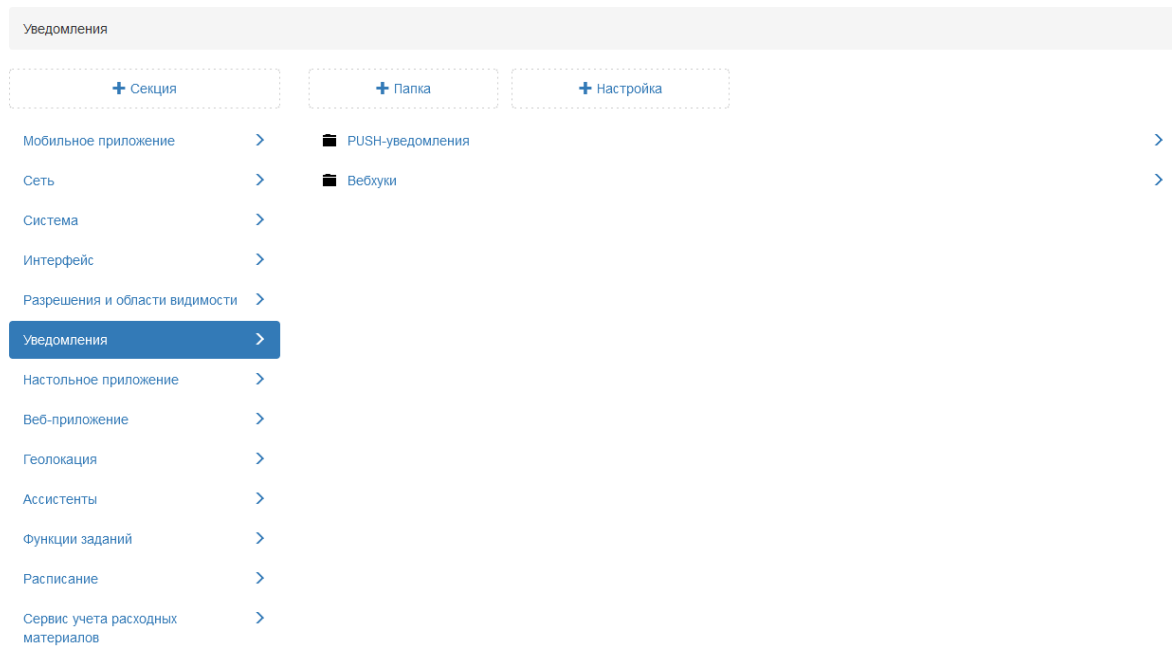 Уведомления
Секция
Папка
Настройка
Мобильное приложение
Сеть
Система
Интерфейс
Разрешения и области видимости
Уведомления
Настольное приложение
Веб-приложение
Геолокация
Ассистенты
Функции заданий
Расписание
Сервис учета расходных
материалов
PUSH-уведомления
Вебхуки